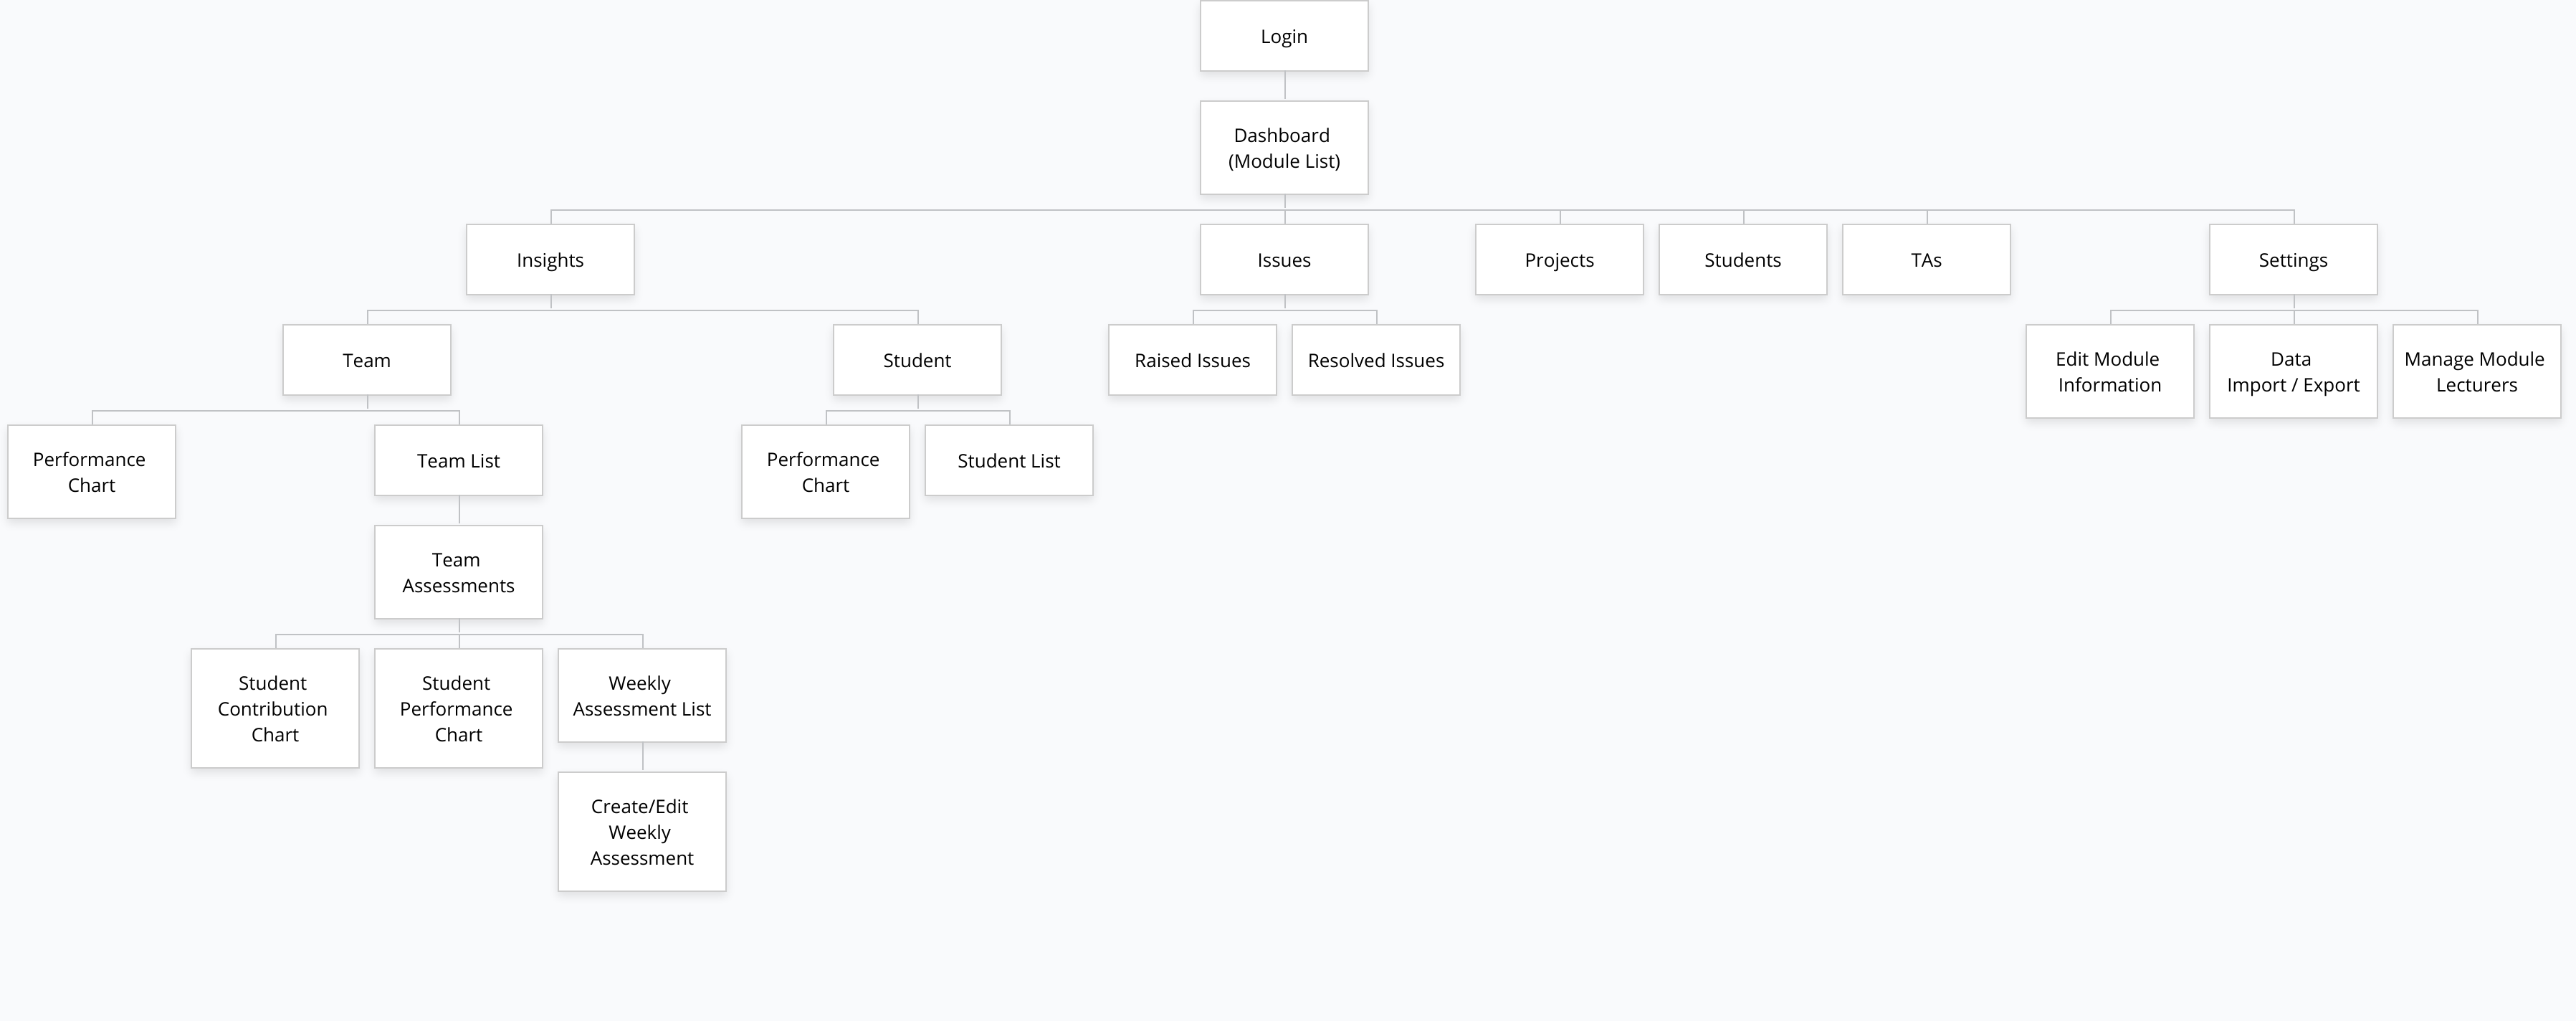 Login
Dashboard
(Module List)
Insights
Issues
Projects
Students
TAs
Settings
Team
Student
Raised Issues
Resolved Issues
Edit Module
Information
Data
Import / Export
Manage Module
Lecturers
Performance
Chart
Team List
Performance
Chart
Student List
Team
Assessments
Student
Contribution
Chart
Student
Performance
Chart
Weekly
Assessment List
Create/Edit
Weekly
Assessment